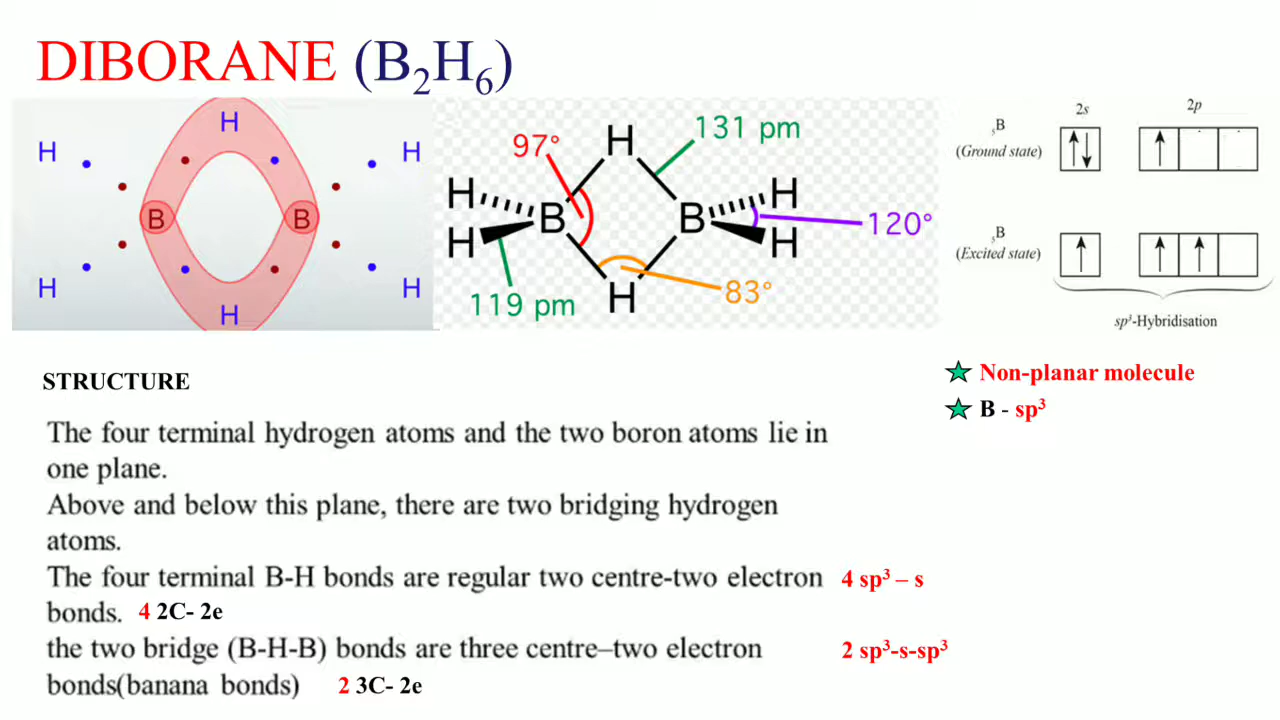 DIBORANE (B₂H₆)
H
H
H
B
B
H
H
H
97°
H
131 pm
H
H
B
B
H
H
120°
119 pm
H
83°
2s
2p
₅B
(Ground state)
₅B
(Excited state)
sp³-Hybridisation
STRUCTURE
Non-planar molecule
B - sp³
The four terminal hydrogen atoms and the two boron atoms lie in
one plane.
Above and below this plane, there are two bridging hydrogen
atoms.
The four terminal B-H bonds are regular two centre-two electron 4 sp³ – s
bonds. 4 2C- 2e
the two bridge (B-H-B) bonds are three centre–two electron 2 sp³-s-sp³
bonds(banana bonds) 2 3C- 2e